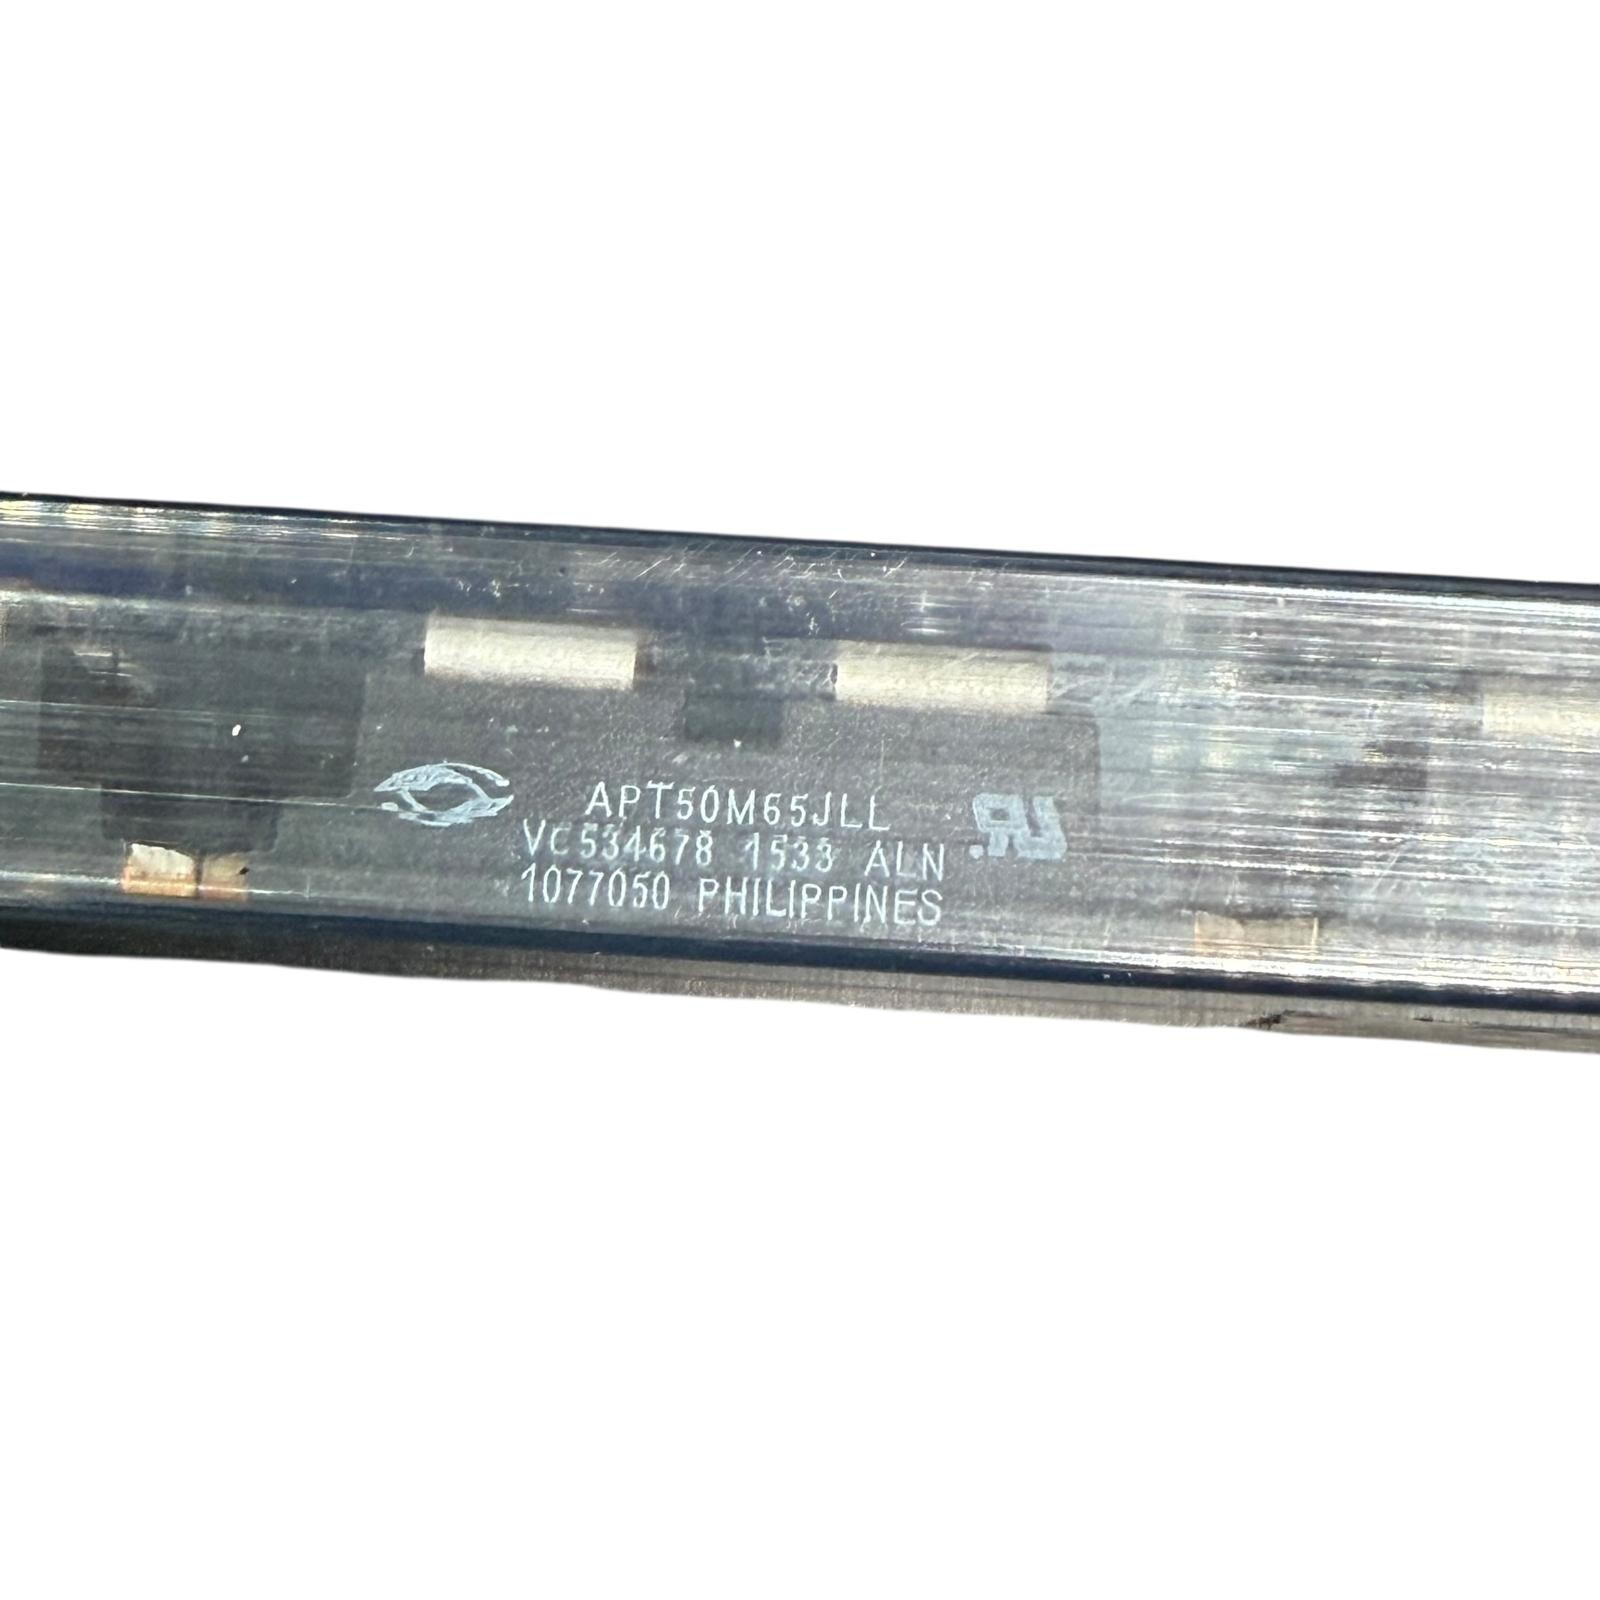 APT50M65JLL
VC534678 1533 ALN
1077050 PHILIPPINES